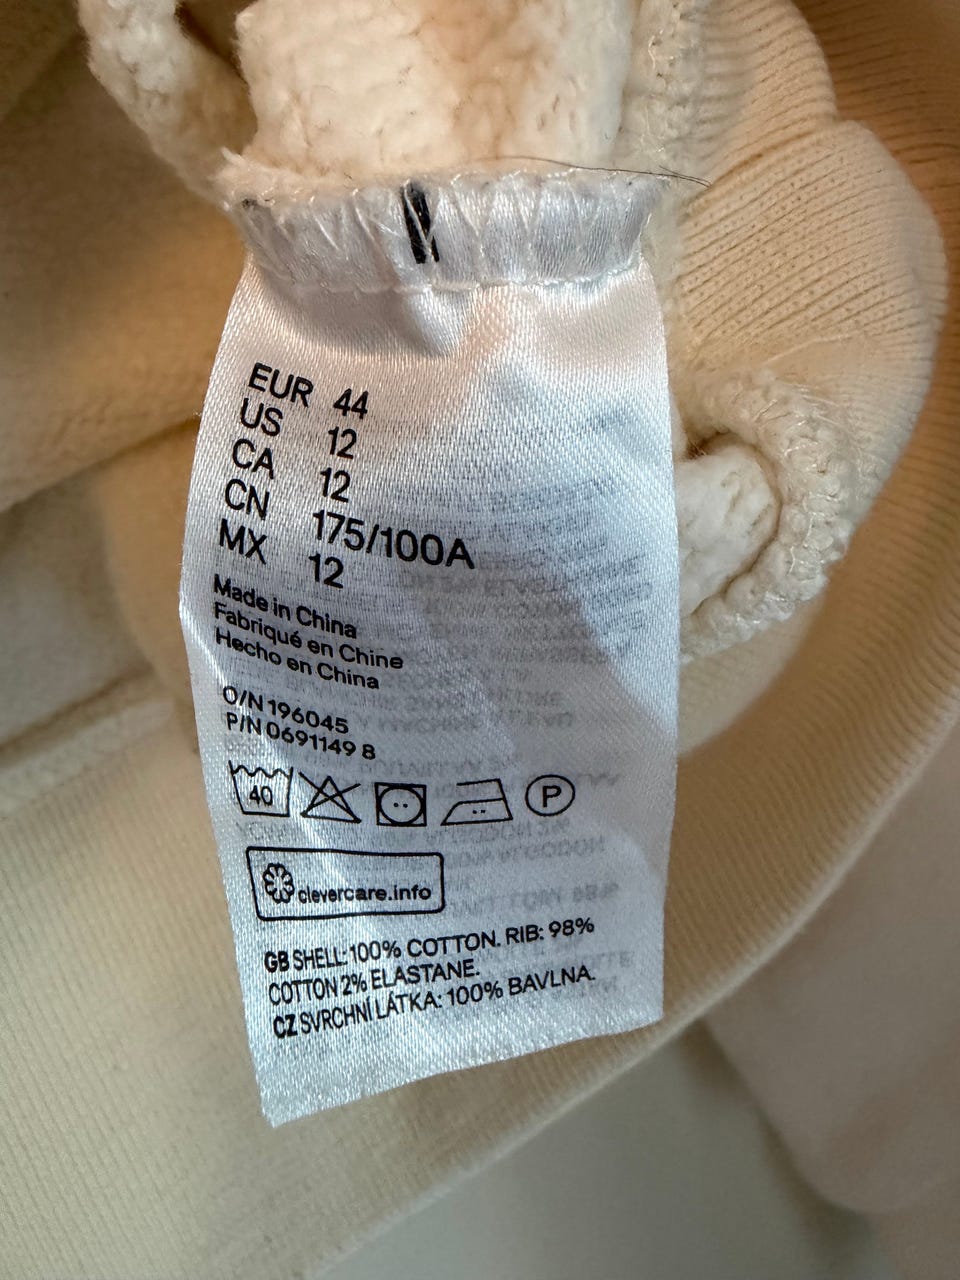 EUR 44
US 12
CA 12
CN 175/100A
MX 12
Made in China
Fabriqué en Chine
Hecho en China
O/N 196045
P/N 0691149 8
40
P
clevercare.info
GB SHELL: 100% COTTON. RIB: 98%
COTTON 2% ELASTANE.
CZ SVRCHNÍ LÁTKA: 100% BAVLNA.